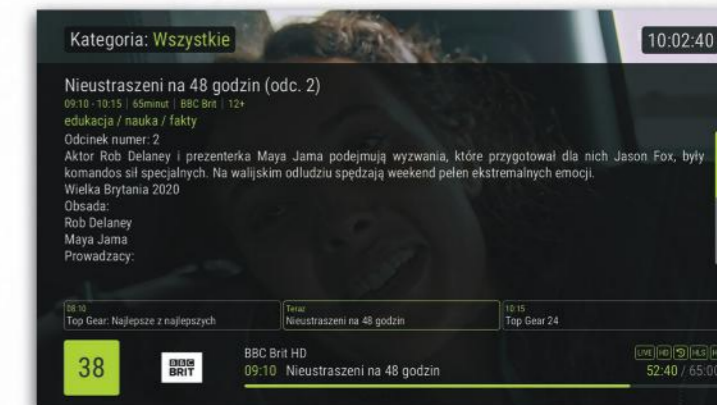 Kategoria: Wszystkie
10:02:40
Nieustraszeni na 48 godzin (odc. 2)
09:10 - 10:15 | 65minut | BBC Brit | 12+
edukacja / nauka / fakty
Odcinek numer: 2
Aktor Rob Delaney i prezenterka Maya Jama podejmują wyzwania, które przygotował dla nich Jason Fox, były
komandos sił specjalnych. Na walijskim odludziu spędzają weekend pełen ekstremalnych emocji.
Wielka Brytania 2020
Obsada:
Rob Delaney
Maya Jama
Prowadzacy:
08:10
Top Gear: Najlepsze z najlepszych
Teraz
Nieustraszeni na 48 godzin
10:15
Top Gear 24
38
BBC
BRIT
BBC Brit HD
LIVE HD HLS
09:10 Nieustraszeni na 48 godzin
52:40 / 65:00